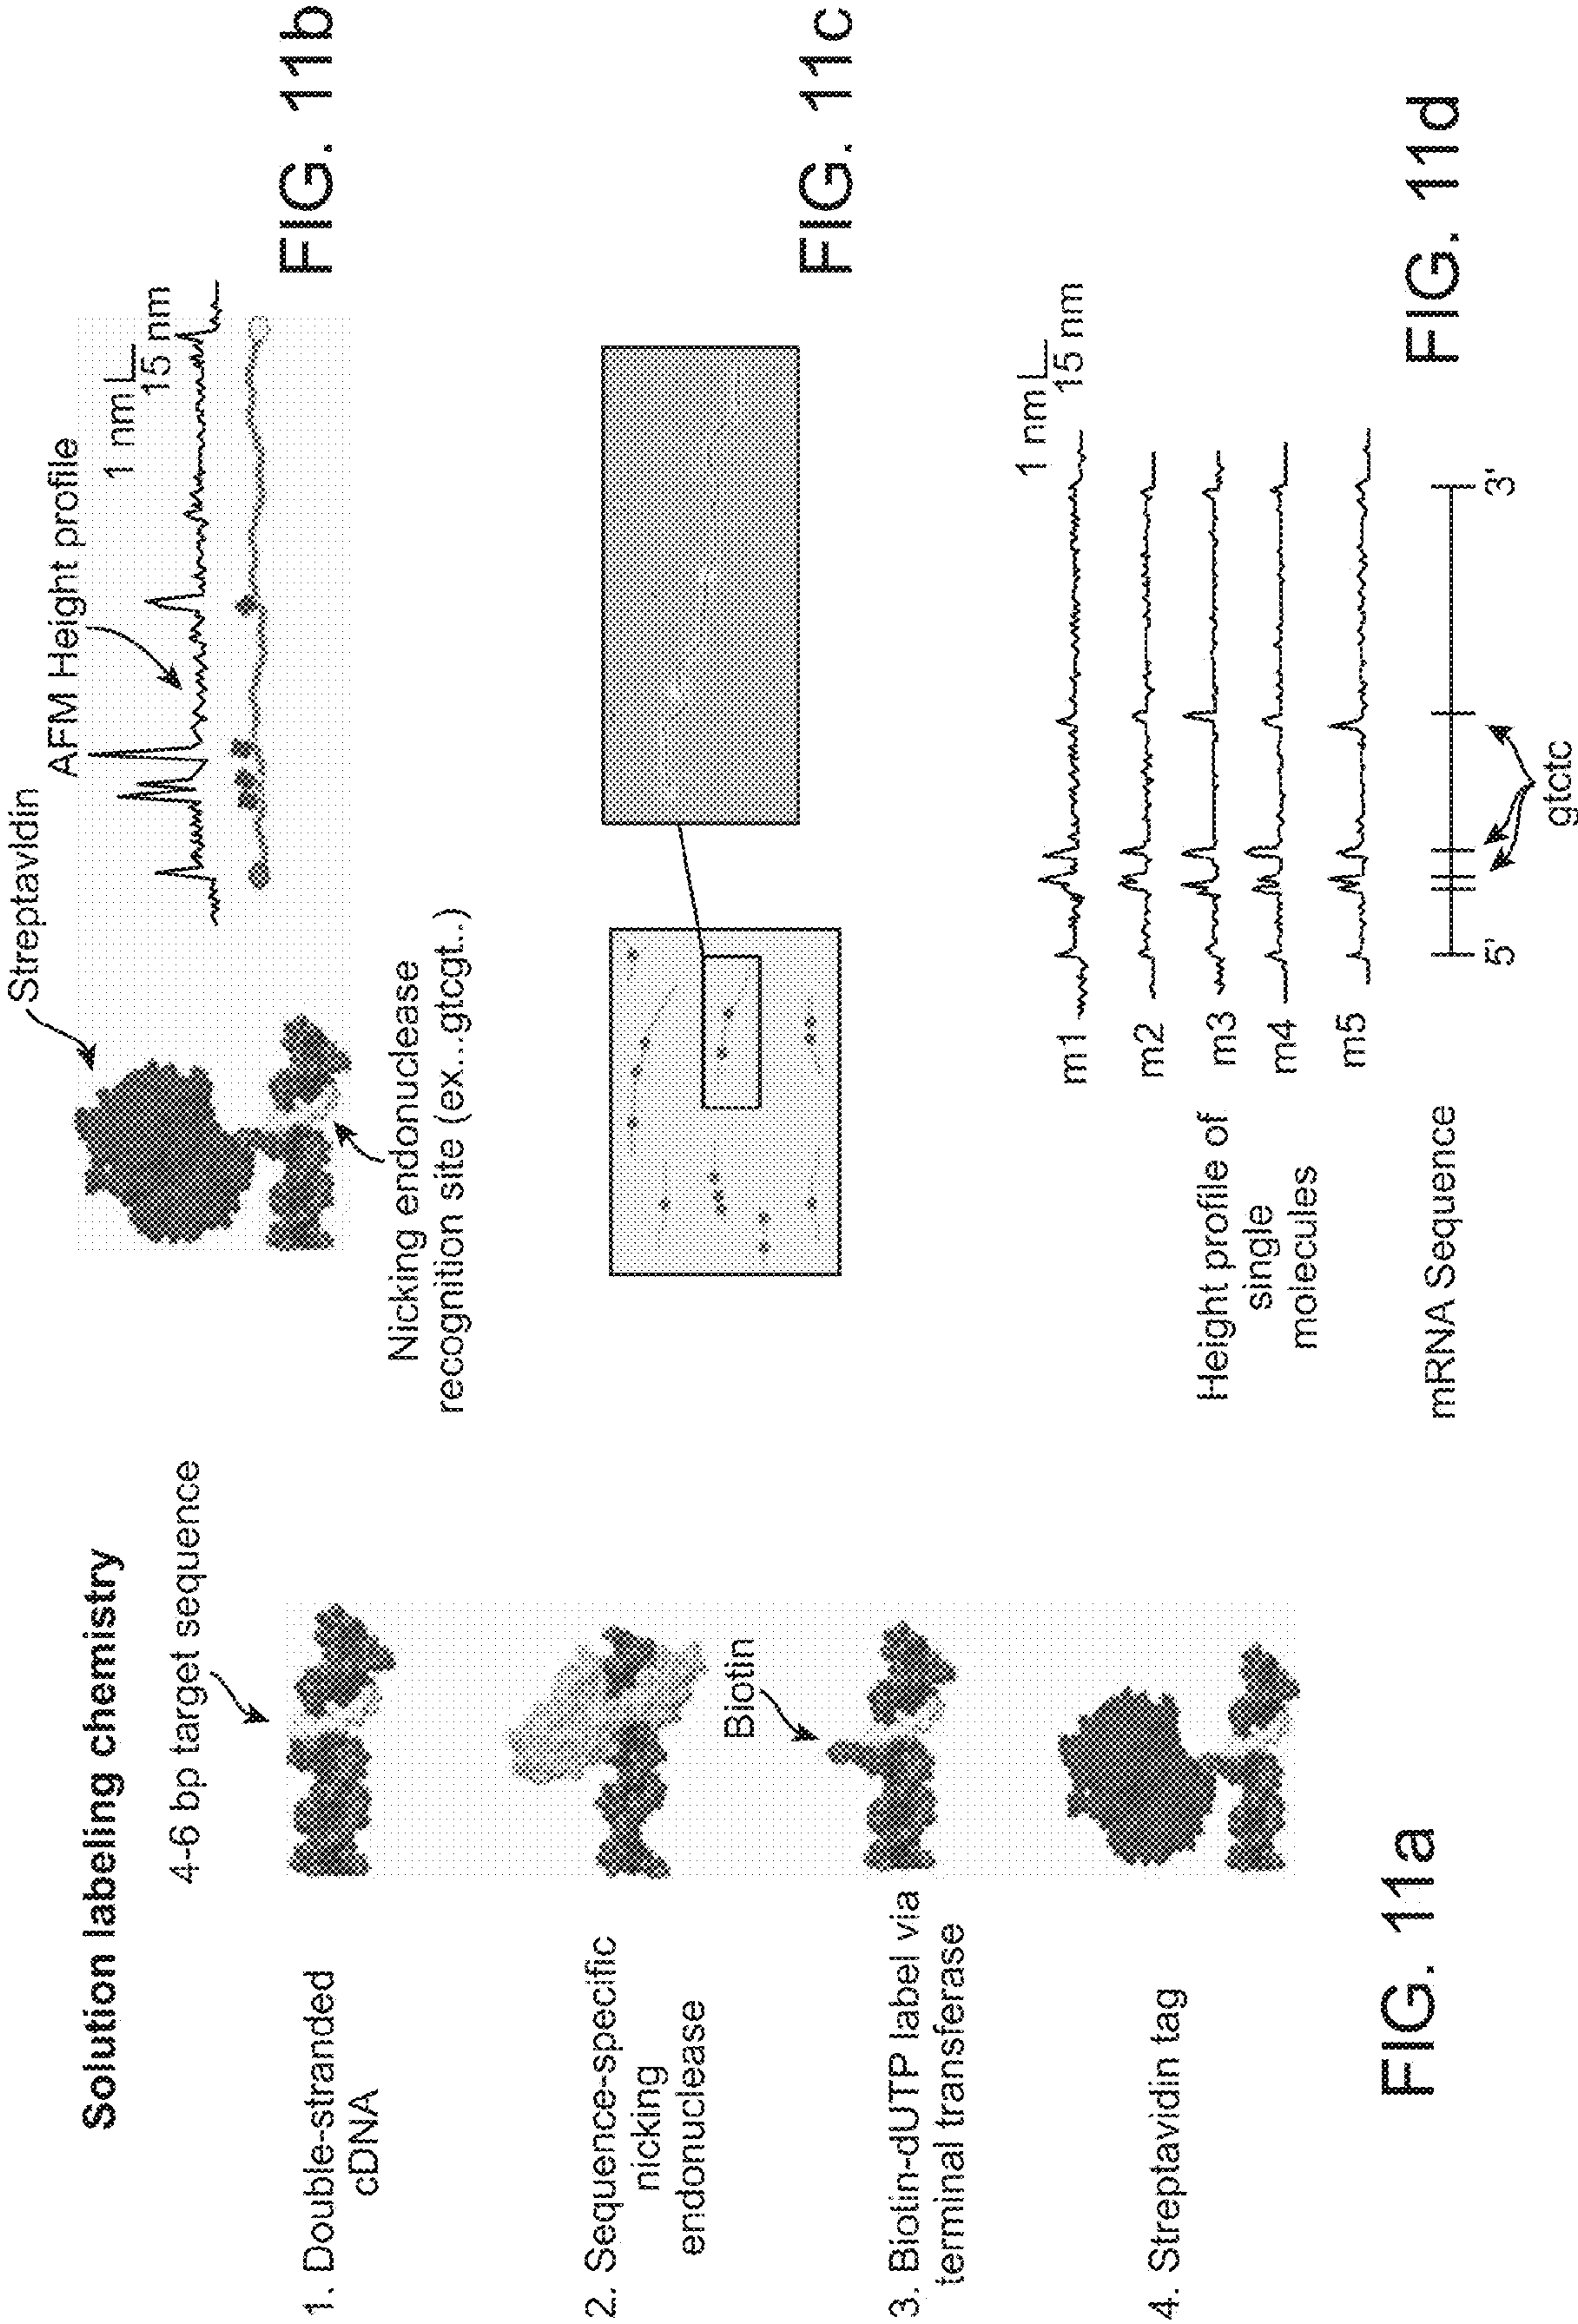 Solution labeling chemistry
4-6 bp target sequence
1. Double-stranded
cDNA
2. Sequence-specific
nicking
endonuclease
Biotin
3. Biotin-dUTP label via
terminal transferase
4. Streptavidin tag
FIG. 11a
Streptavidin
AFM Height profile
1 nm
15 nm
Nicking endonuclease
recognition site (ex...gtcgt..)
FIG. 11b
FIG. 11c
1 nm
15 nm
m1
m2
Height profile of
single
molecules
m3
m4
m5
mRNA Sequence
5'
3'
gtctc
FIG. 11d